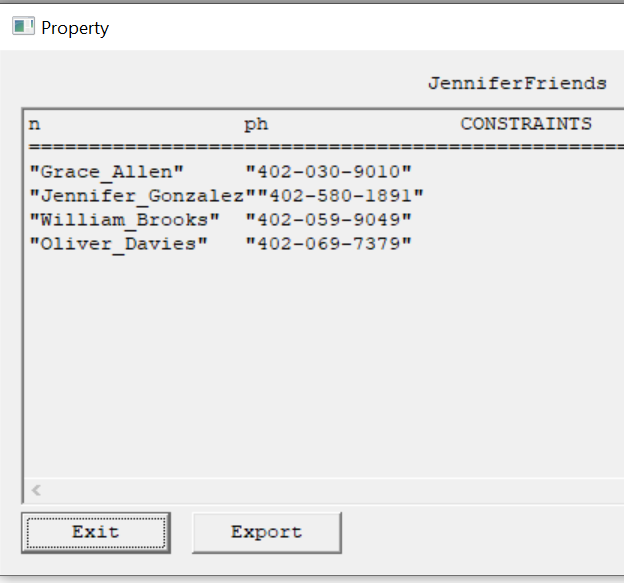 Property
JenniferFriends
n ph CONSTRAINTS
==================================================
"Grace_Allen" "402-030-9010"
"Jennifer_Gonzalez""402-580-1891"
"William_Brooks" "402-059-9049"
"Oliver_Davies" "402-069-7379"
<
Exit Export